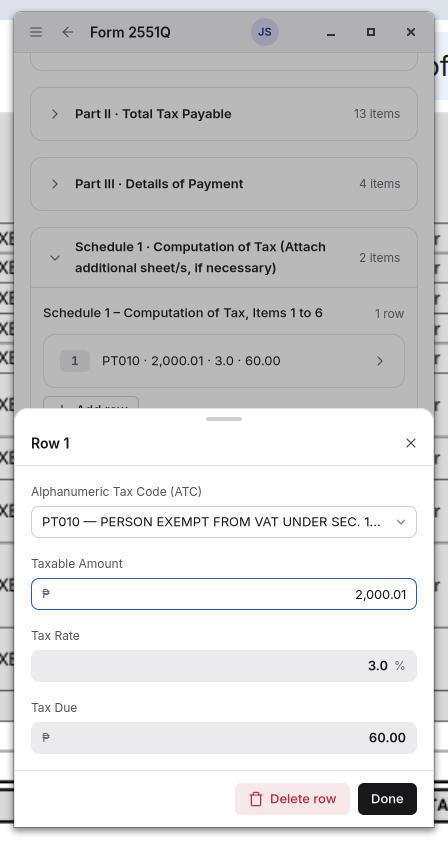 Form 2551Q
JS
Part II · Total Tax Payable
13 items
Part III · Details of Payment
4 items
Schedule 1 · Computation of Tax (Attach
additional sheet/s, if necessary)
2 items
Schedule 1 – Computation of Tax, Items 1 to 6
1 row
1
PT010 · 2,000.01 · 3.0 · 60.00
Add row
Row 1
Alphanumeric Tax Code (ATC)
PT010 — PERSON EXEMPT FROM VAT UNDER SEC. 1...
Taxable Amount
₱ 2,000.01
Tax Rate
3.0 %
Tax Due
₱ 60.00
Delete row
Done